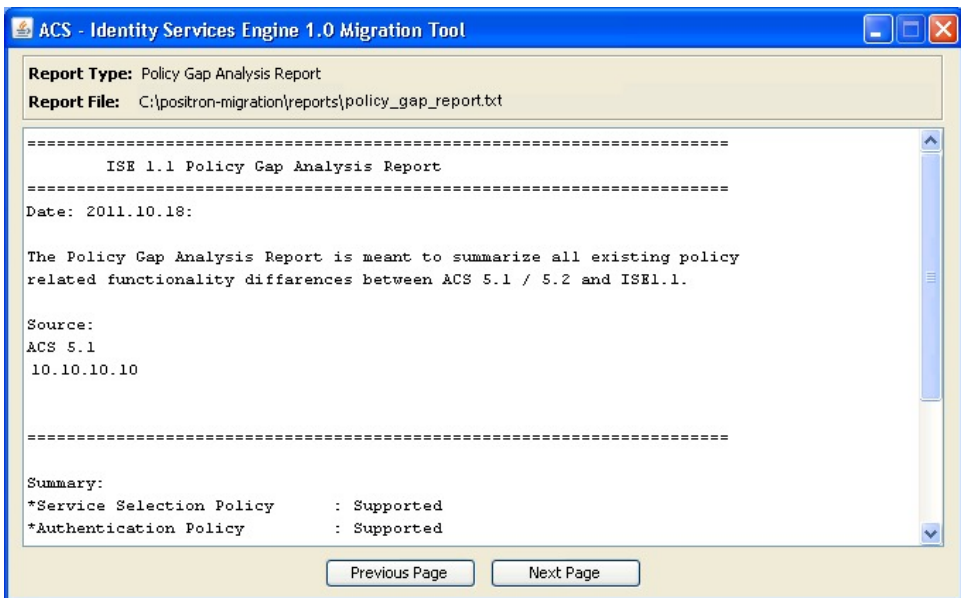 ACS - Identity Services Engine 1.0 Migration Tool
Report Type: Policy Gap Analysis Report
Report File: C:\positron-migration\reports\policy_gap_report.txt
=======================================================================
ISE 1.1 Policy Gap Analysis Report
=======================================================================
Date: 2011.10.18:
The Policy Gap Analysis Report is meant to summarize all existing policy
related functionality diffarences between ACS 5.1 / 5.2 and ISE1.1.
Source:
ACS 5.1
10.10.10.10
=======================================================================
Summary:
*Service Selection Policy : Supported
*Authentication Policy : Supported
Previous Page Next Page